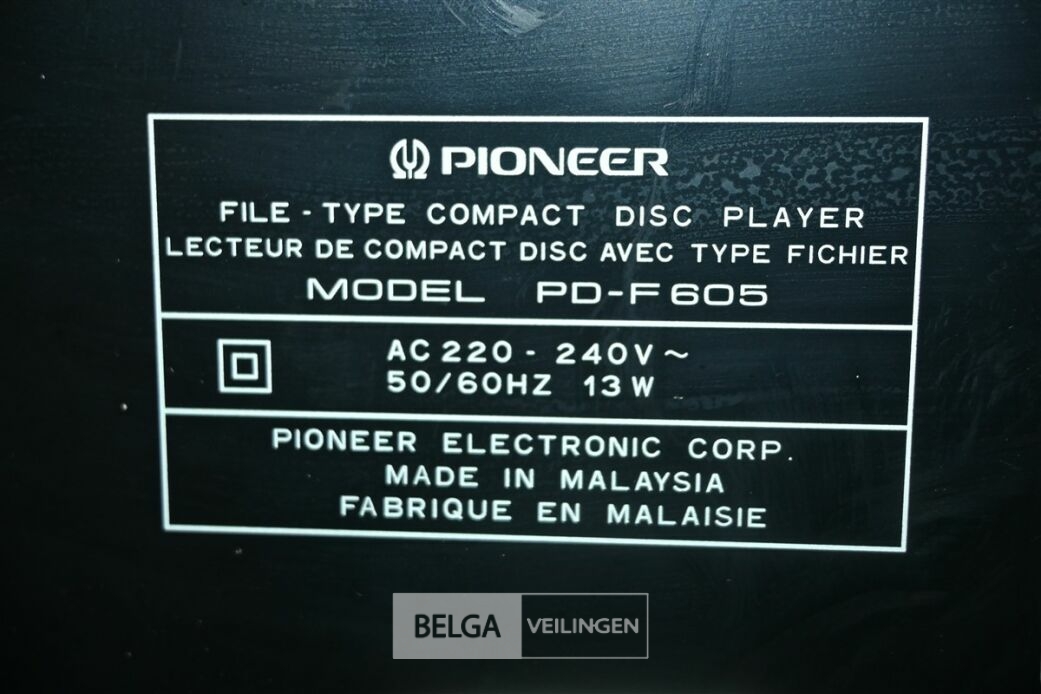 PIONEER
FILE - TYPE COMPACT DISC PLAYER
LECTEUR DE COMPACT DISC AVEC TYPE FICHIER
MODEL PD-F605
AC 220 - 240V ~
50/60HZ 13W
PIONEER ELECTRONIC CORP.
MADE IN MALAYSIA
FABRIQUE EN MALAISIE
BELGA VEILINGEN